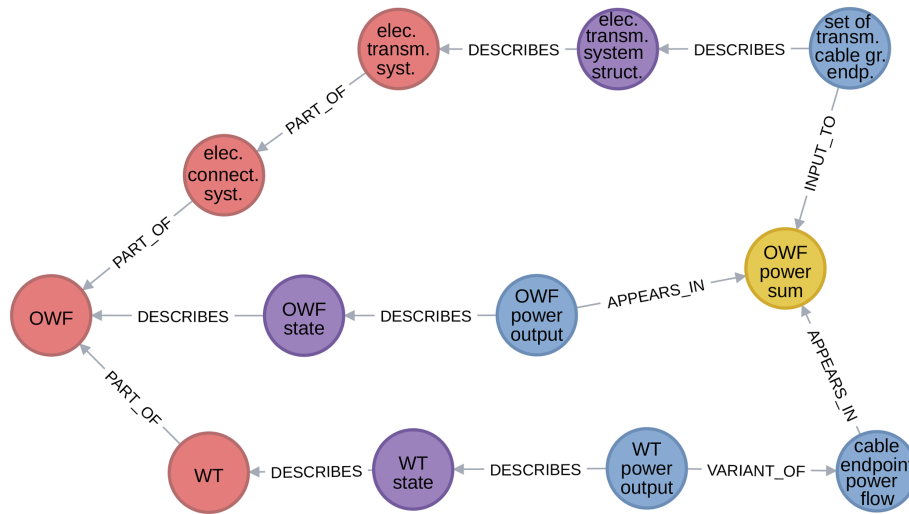 elec.
transm.
syst.
DESCRIBES
elec.
transm.
system
struct.
DESCRIBES
set of
transm.
cable gr.
endp.
PART_OF
INPUT_TO
elec.
connect.
syst.
PART_OF
OWF
power
sum
OWF
DESCRIBES
OWF
state
DESCRIBES
OWF
power
output
APPEARS_IN
PART_OF
APPEARS_IN
WT
DESCRIBES
WT
state
DESCRIBES
WT
power
output
VARIANT_OF
cable
endpoint
power
flow